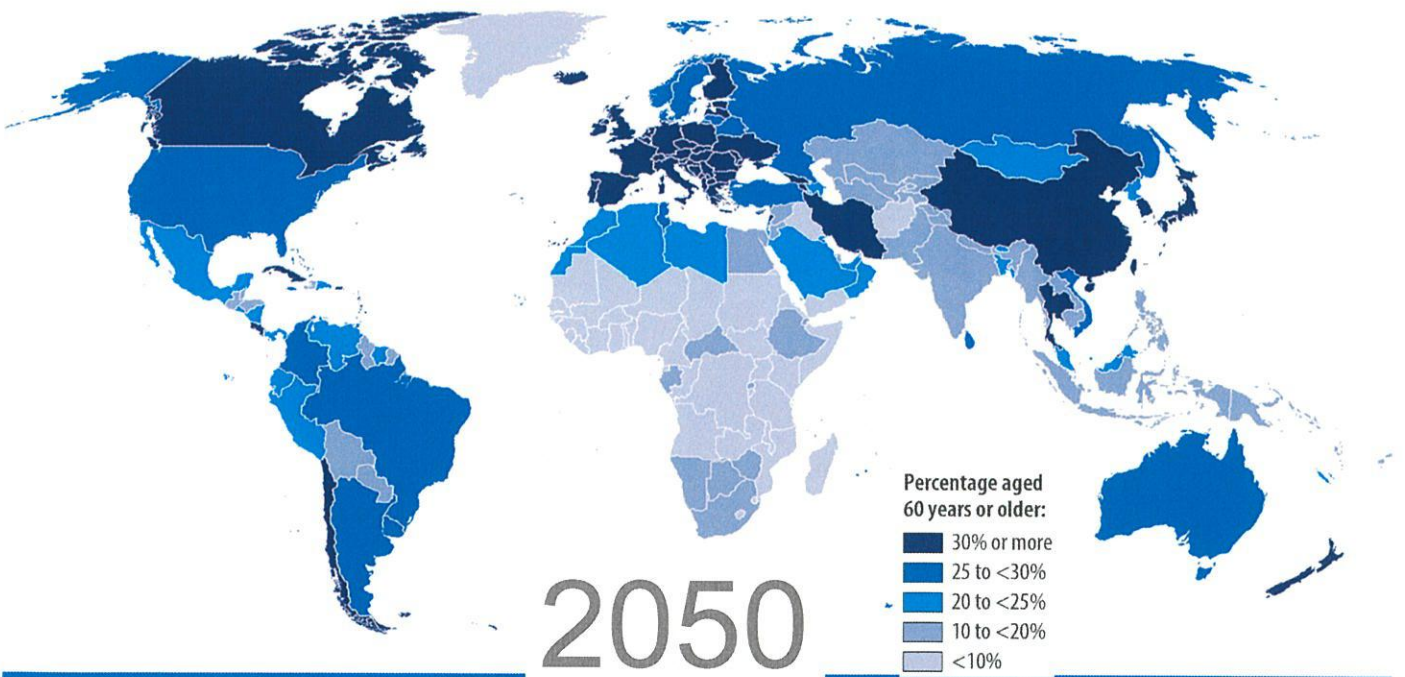 Percentage aged
60 years or older:
30% or more
25 to <30%
20 to <25%
10 to <20%
<10%
2050